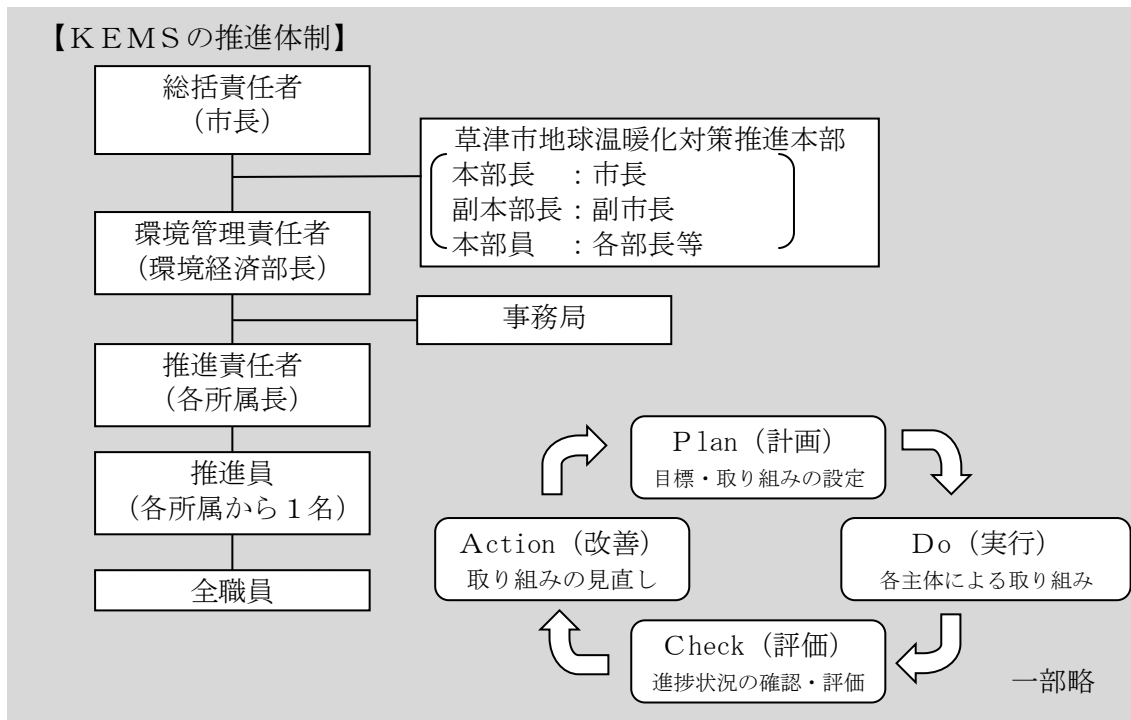 【ＫＥＭＳの推進体制】
総括責任者
（市長）
草津市地球温暖化対策推進本部
本部長　：市長
副本部長：副市長
本部員　：各部長等
環境管理責任者
（環境経済部長）
事務局
推進責任者
（各所属長）
推進員
（各所属から１名）
全職員
Ｐlan（計画）
目標・取り組みの設定
Ａction（改善）
取り組みの見直し
Ｄo（実行）
各主体による取り組み
Ｃheck（評価）
進捗状況の確認・評価
一部略